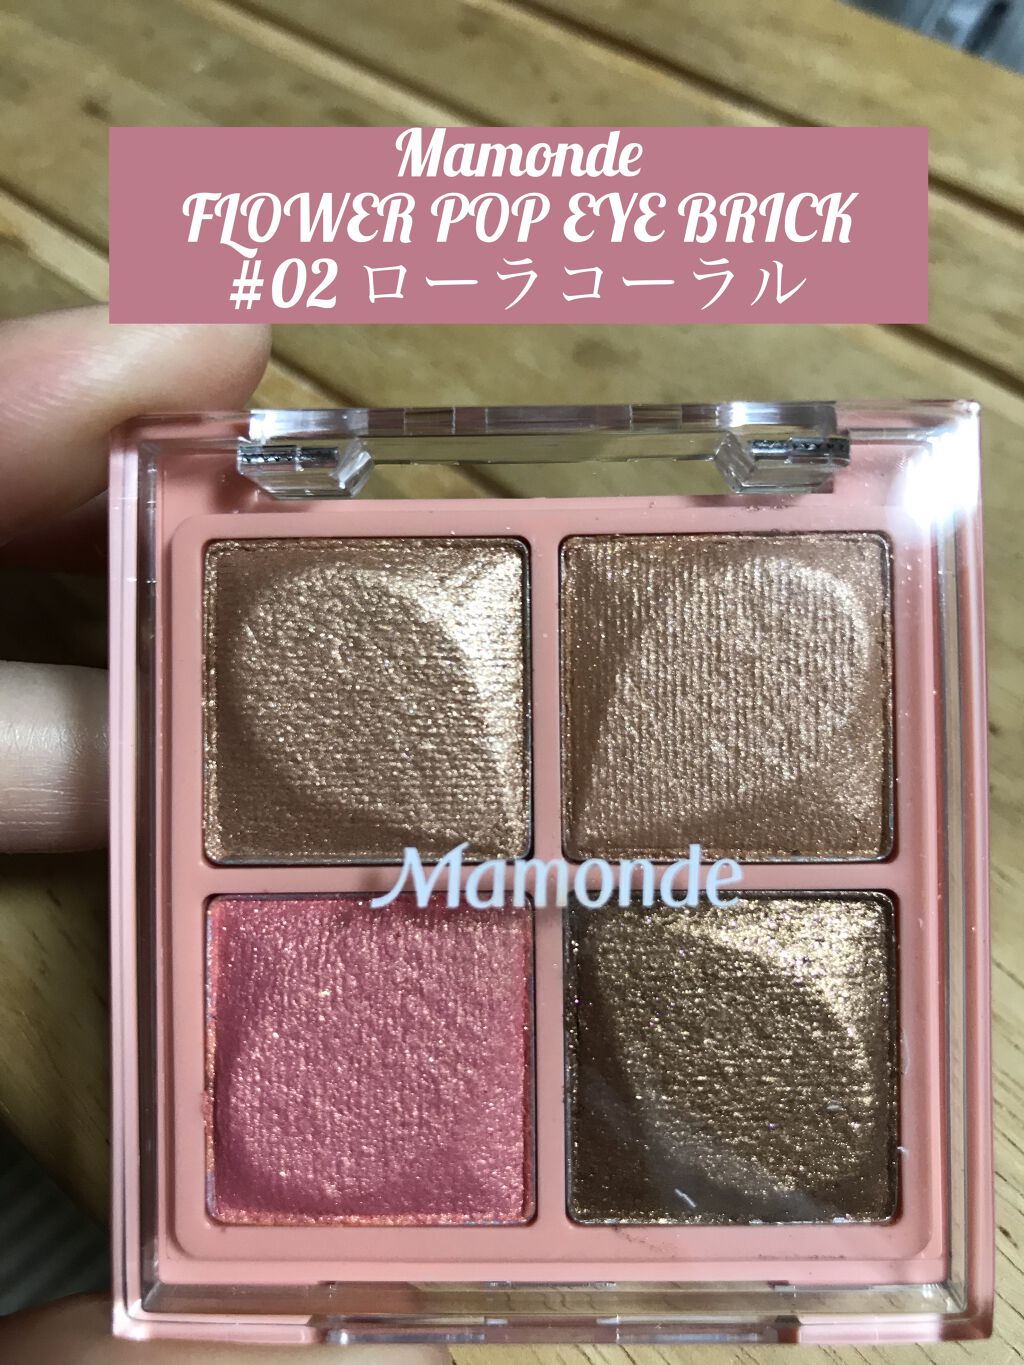 Mamonde
FLOWER POP EYE BRICK
#02 ローラコーラル
Mamonde